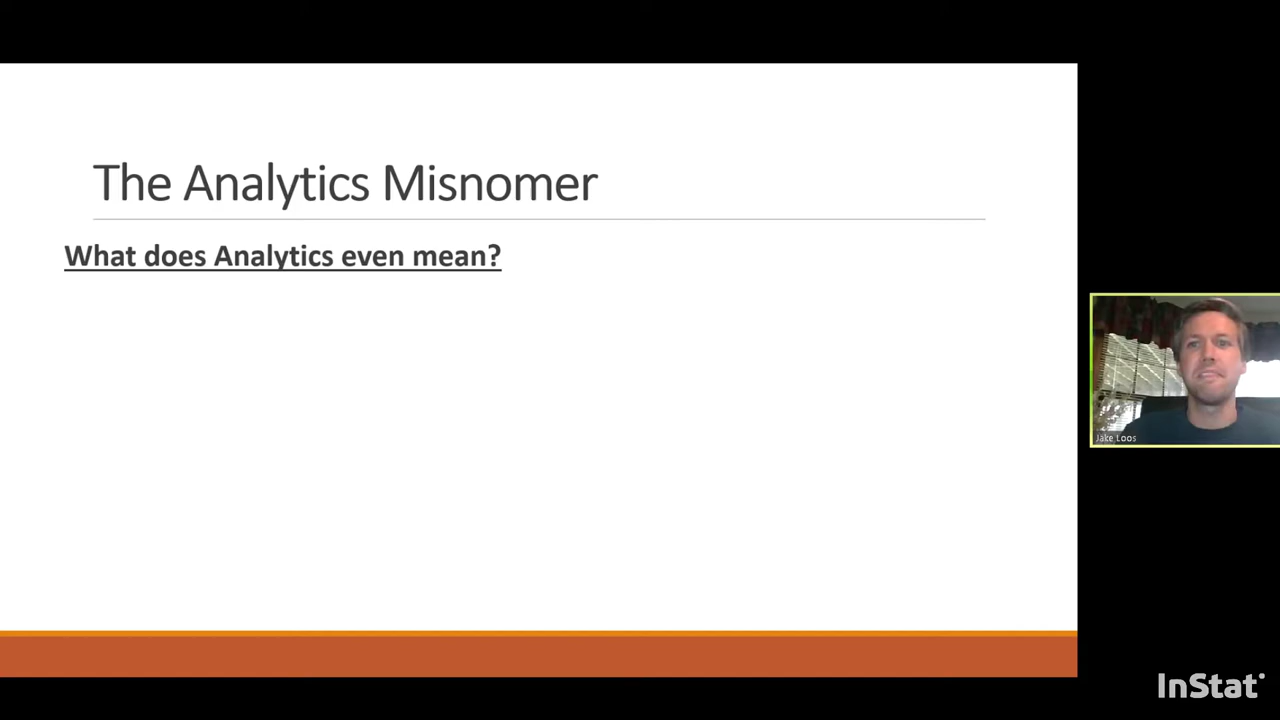 The Analytics Misnomer
What does Analytics even mean?
Jake Loos
InStat